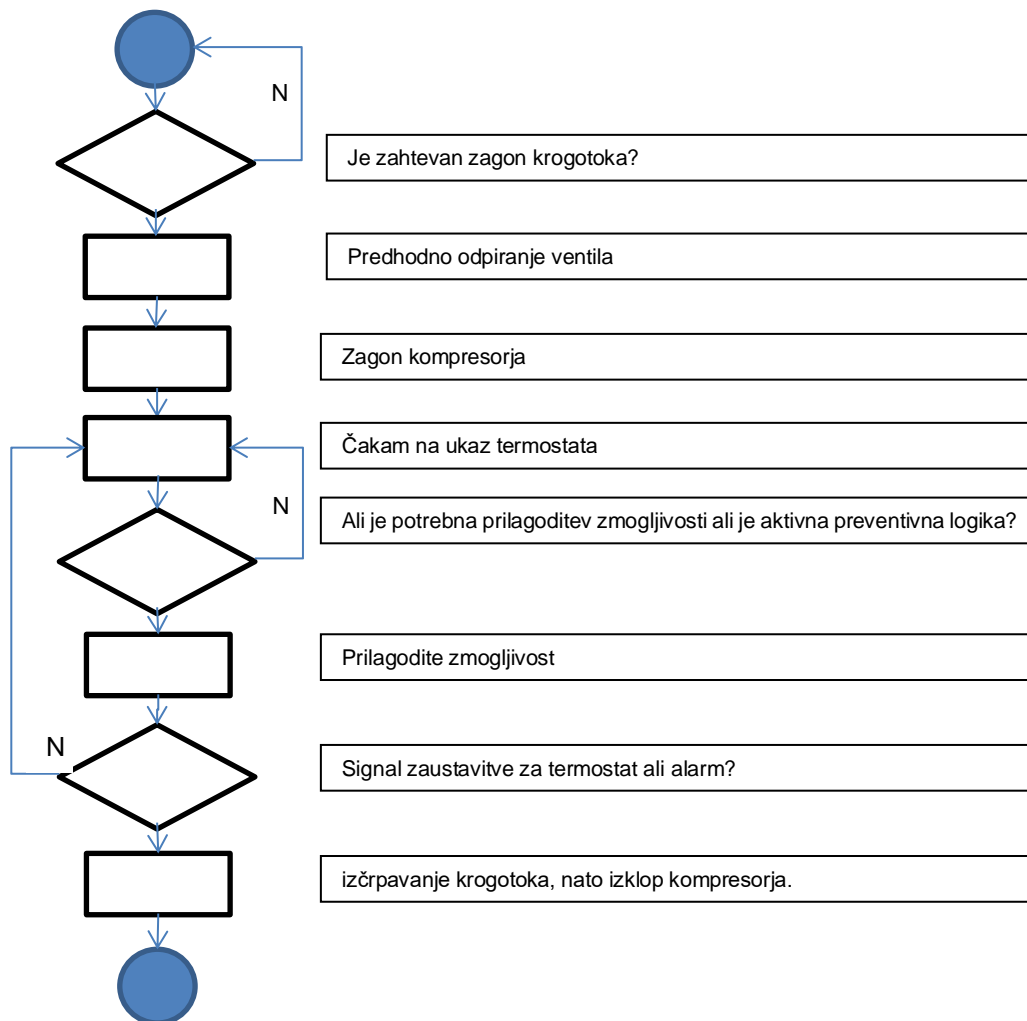 N
Je zahtevan zagon krogotoka?
Predhodno odpiranje ventila
Zagon kompresorja
Čakam na ukaz termostata
N
Ali je potrebna prilagoditev zmogljivosti ali je aktivna preventivna logika?
Prilagodite zmogljivost
N
Signal zaustavitve za termostat ali alarm?
izčrpavanje krogotoka, nato izklop kompresorja.